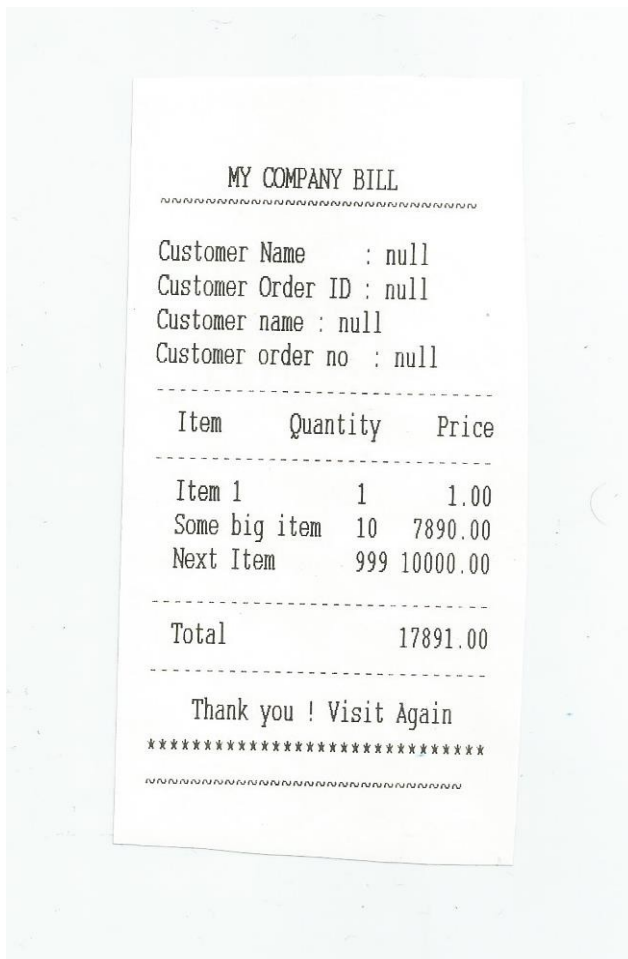 MY COMPANY BILL
~~~~~~~~~~~~~~~~~~~~~~~~~~~~
Customer Name : null
Customer Order ID : null
Customer name : null
Customer order no : null
------------------------------
Item Quantity Price
------------------------------
Item 1 1 1.00
Some big item 10 7890.00
Next Item 999 10000.00
------------------------------
Total 17891.00
------------------------------
Thank you ! Visit Again
******************************
~~~~~~~~~~~~~~~~~~~~~~~~~~~~